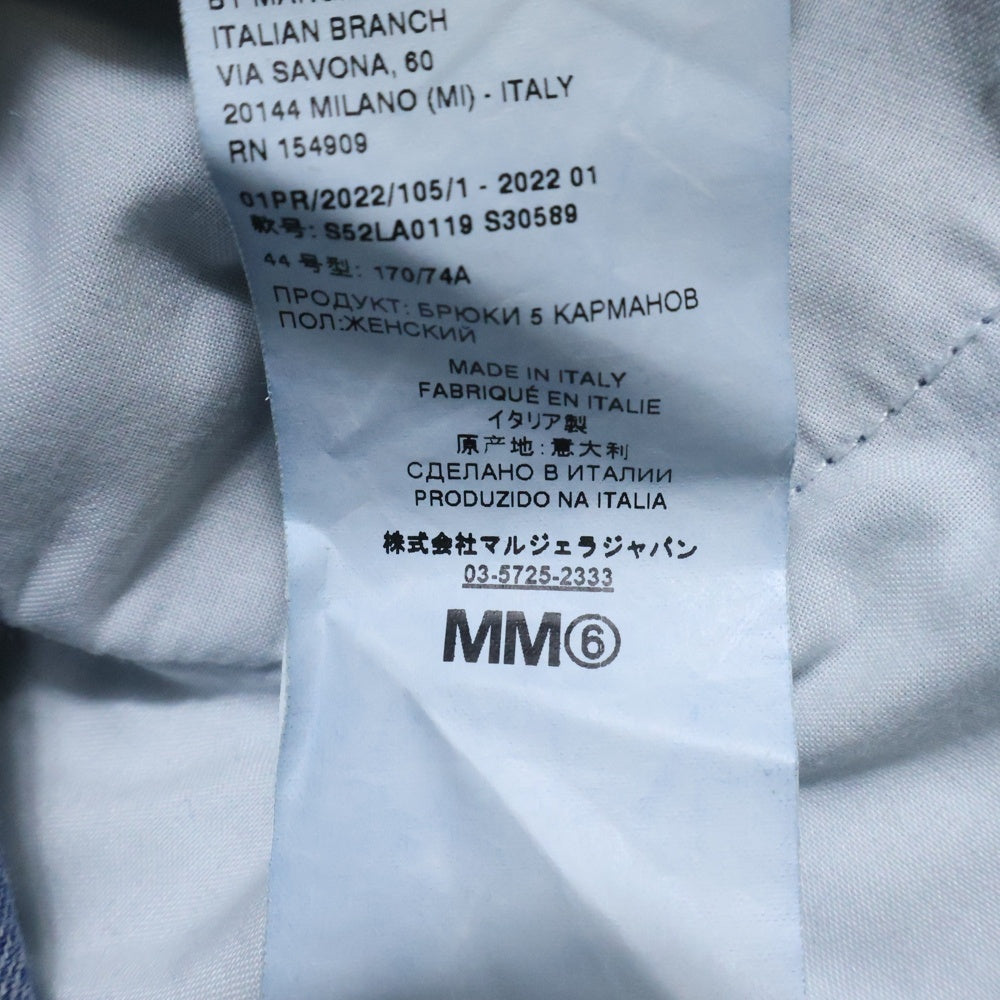 ITALIAN BRANCH
VIA SAVONA, 60
20144 MILANO (MI) - ITALY
RN 154909
01PR/2022/105/1 - 2022 01
款号: S52LA0119 S30589
44 号型: 170/74A
ПРОДУКТ: БРЮКИ 5 КАРМАНОВ
ПОЛ:ЖЕНСКИЙ
MADE IN ITALY
FABRIQUÉ EN ITALIE
イタリア製
原产地:意大利
СДЕЛАНО В ИТАЛИИ
PRODUZIDO NA ITALIA
株式会社マルジェラジャパン
03-5725-2333
MM⑥